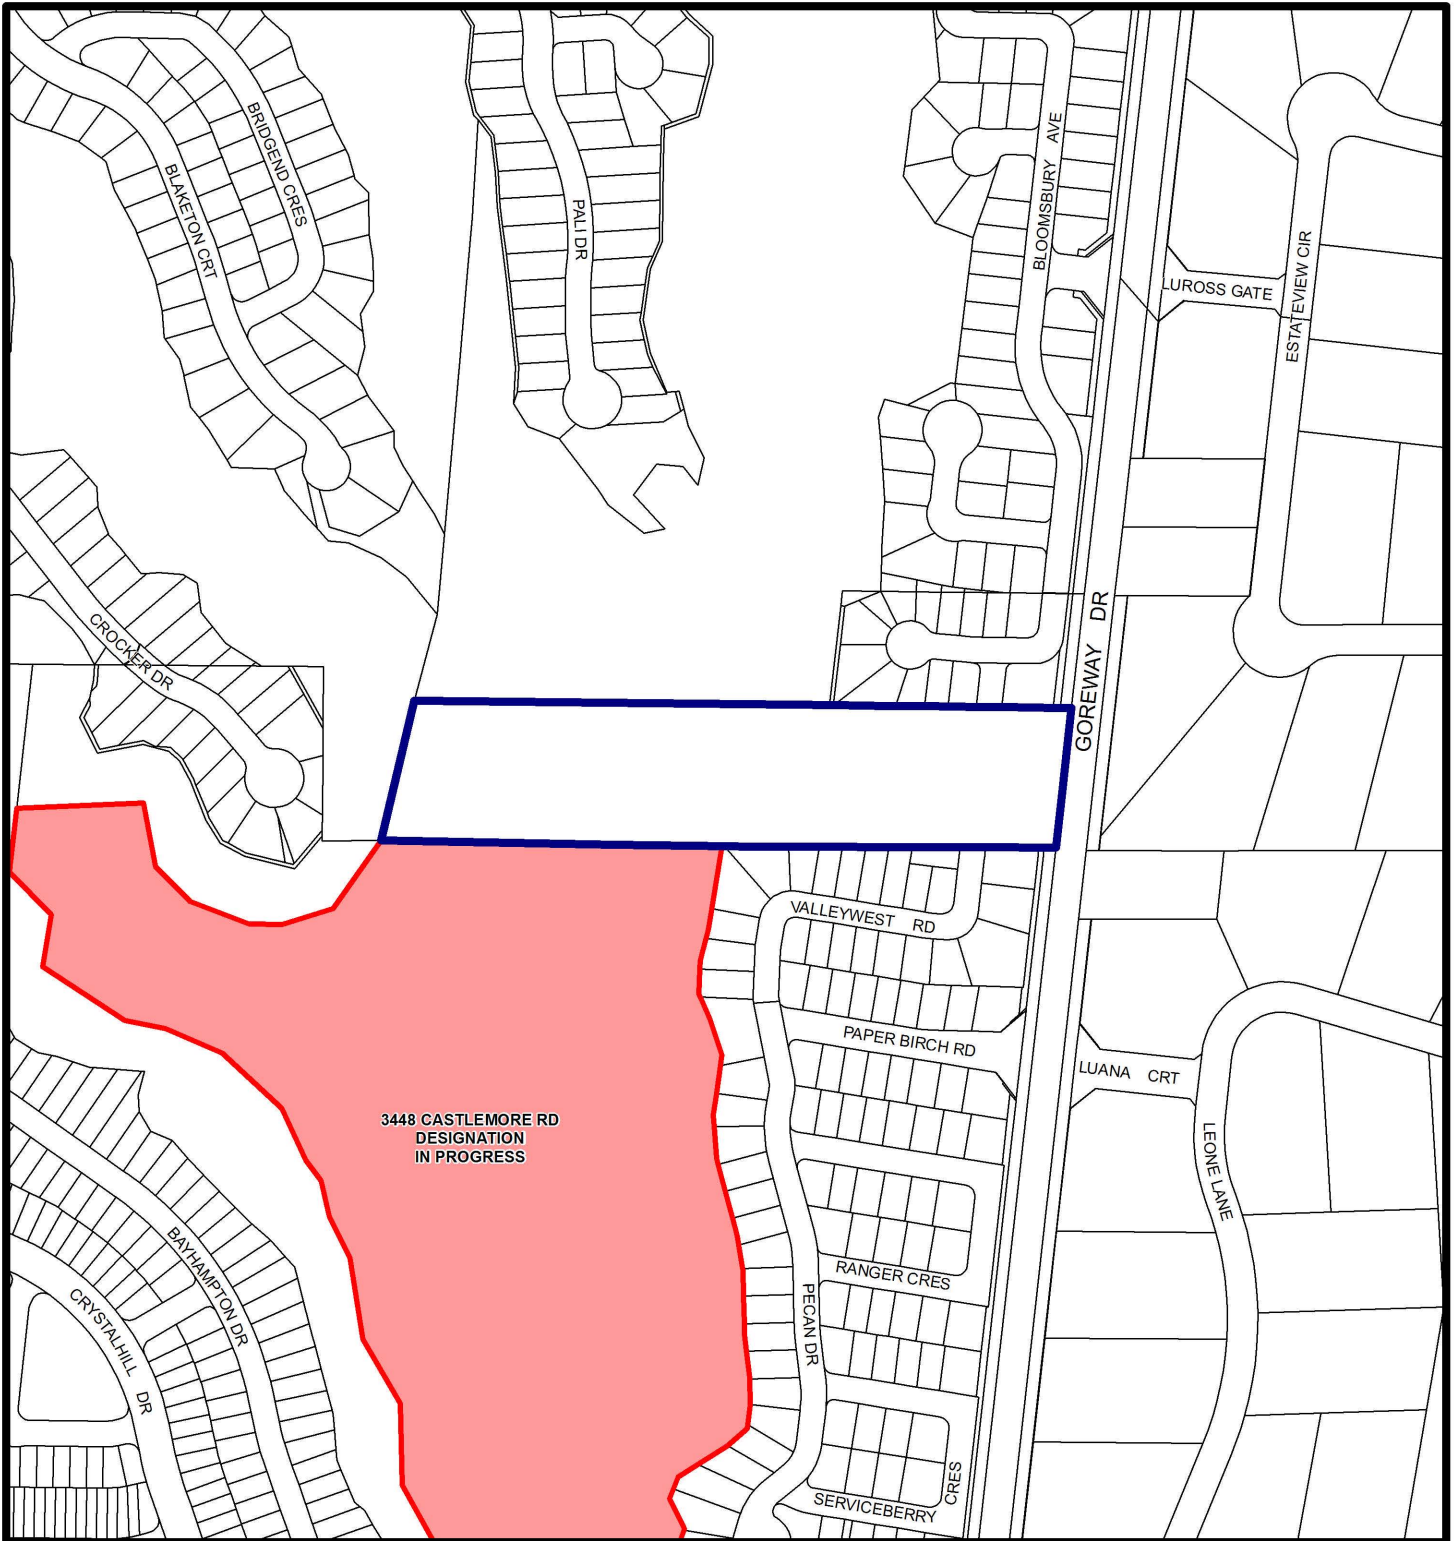 BRIDGEND CRES
BLAKETON CRT
PALI DR
BLOOMSBURY AVE
LUROSS GATE
ESTATEVIEW CIR
CROCKER DR
GOREWAY DR
VALLEYWEST RD
PAPER BIRCH RD
LUANA CRT
3448 CASTLEMORE RD
DESIGNATION
IN PROGRESS
LEONE LANE
BAYHAMPTON DR
RANGER CRES
CRYSTALHILL DR
PECAN DR
SERVICEBERRY CRES